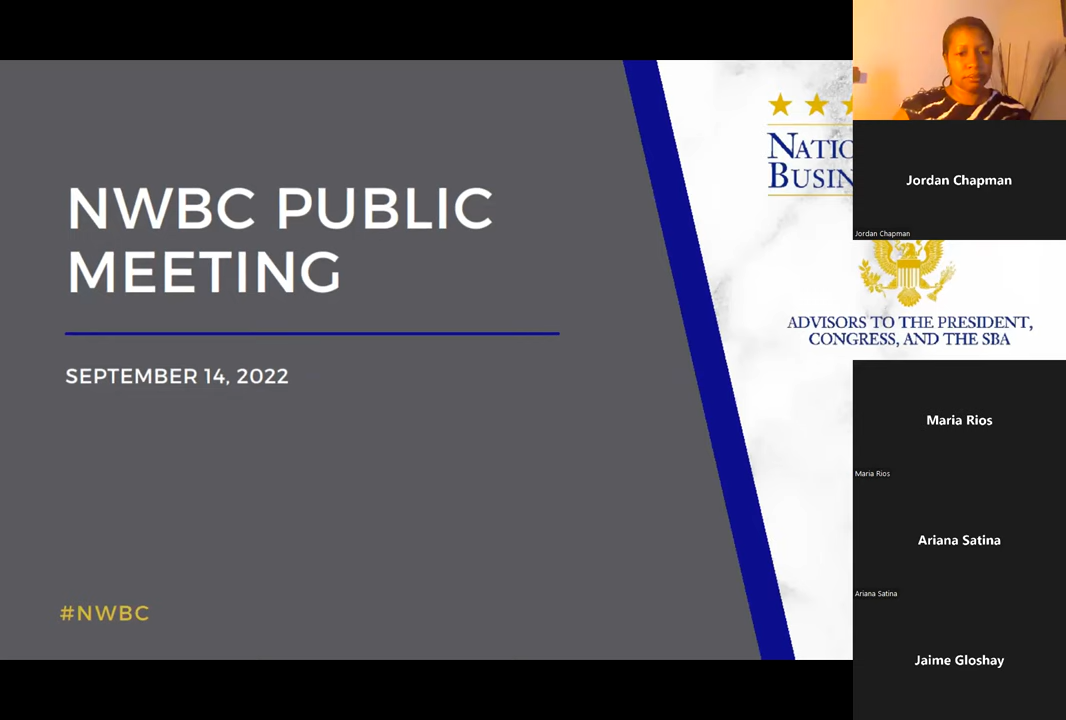 NWBC PUBLIC
MEETING
SEPTEMBER 14, 2022
#NWBC
NATIO
BUSIN
ADVISORS TO THE PRESIDENT,
CONGRESS, AND THE SBA
Jordan Chapman
Jordan Chapman
Maria Rios
Maria Rios
Ariana Satina
Ariana Satina
Jaime Gloshay